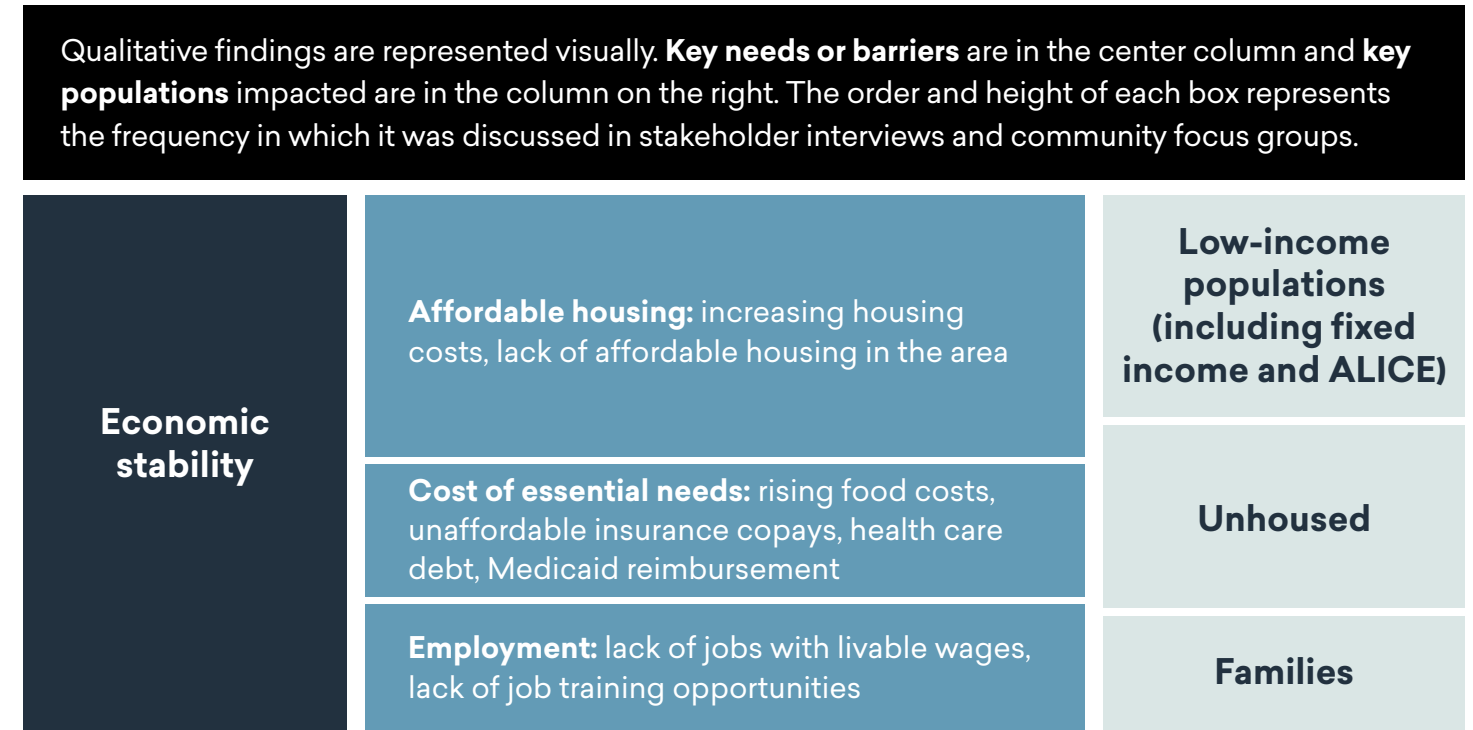 Qualitative findings are represented visually. Key needs or barriers are in the center column and key
populations impacted are in the column on the right. The order and height of each box represents
the frequency in which it was discussed in stakeholder interviews and community focus groups.
Economic
stability
Affordable housing: increasing housing
costs, lack of affordable housing in the area
Cost of essential needs: rising food costs,
unaffordable insurance copays, health care
debt, Medicaid reimbursement
Employment: lack of jobs with livable wages,
lack of job training opportunities
Low-income
populations
(including fixed
income and ALICE)
Unhoused
Families